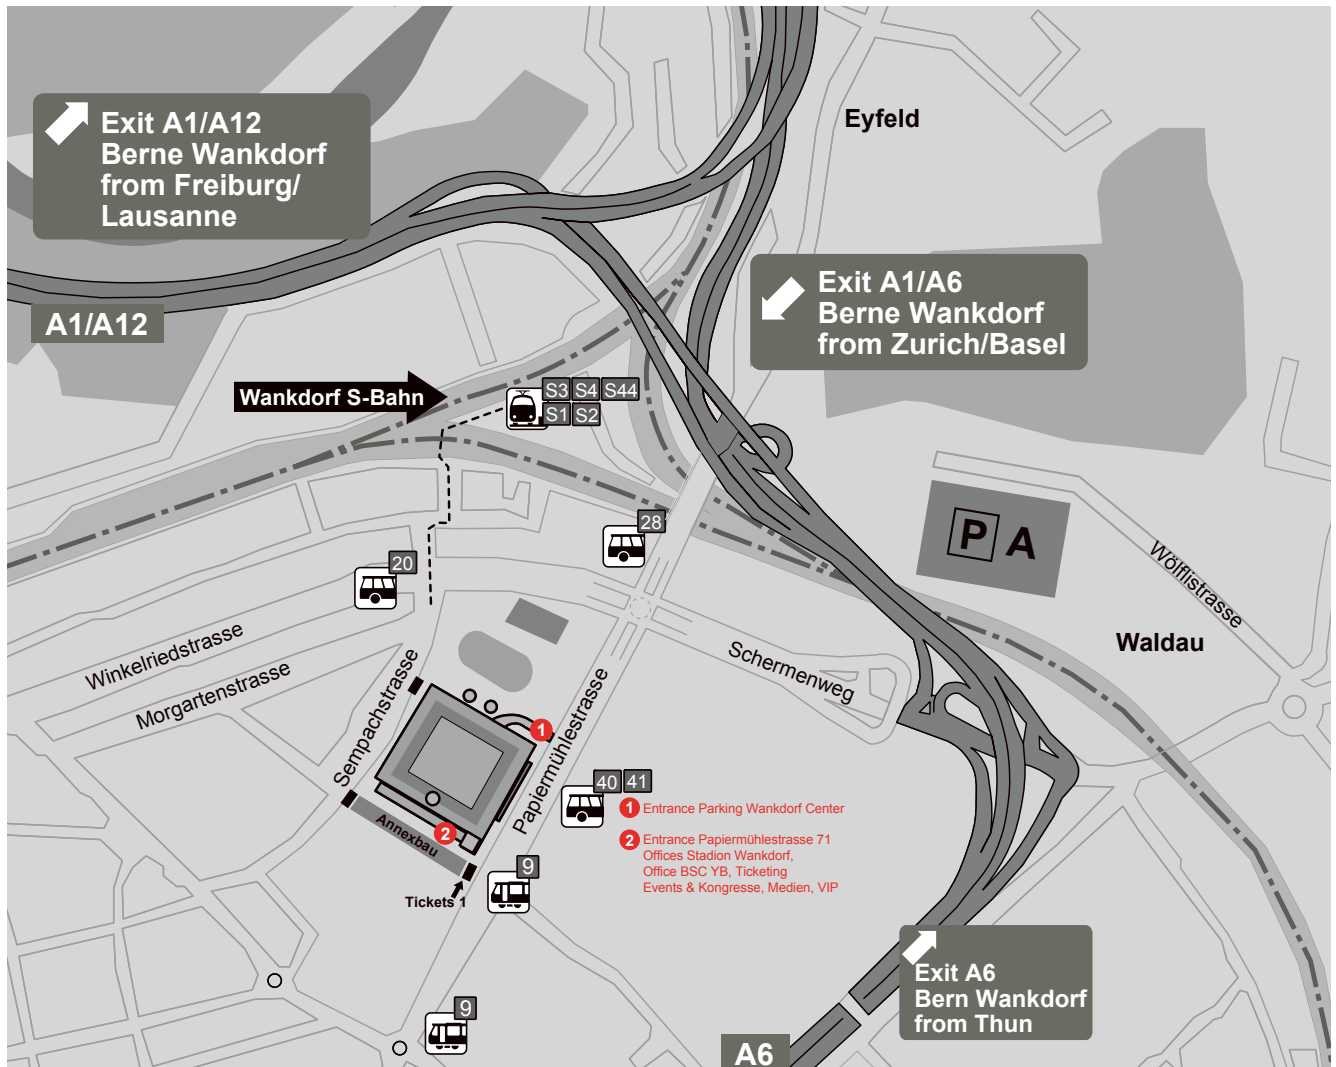 Eyfeld
Exit A1/A12
Berne Wankdorf
from Freiburg/
Lausanne
Exit A1/A6
Berne Wankdorf
from Zurich/Basel
A1/A12
Wankdorf S-Bahn
S3 S4 S44
S1 S2
28
20
P A
Wölflistrasse
Waldau
Winkelriedstrasse
Morgartenstrasse
Sempachstrasse
Papiermühlestrasse
Schermenweg
1
40 41
1 Entrance Parking Wankdorf Center
2
Annexbau
2 Entrance Papiermühlestrasse 71
Offices Stadion Wankdorf,
Office BSC YB, Ticketing
Events & Kongresse, Medien, VIP
9
Tickets 1
Exit A6
Bern Wankdorf
from Thun
9
A6